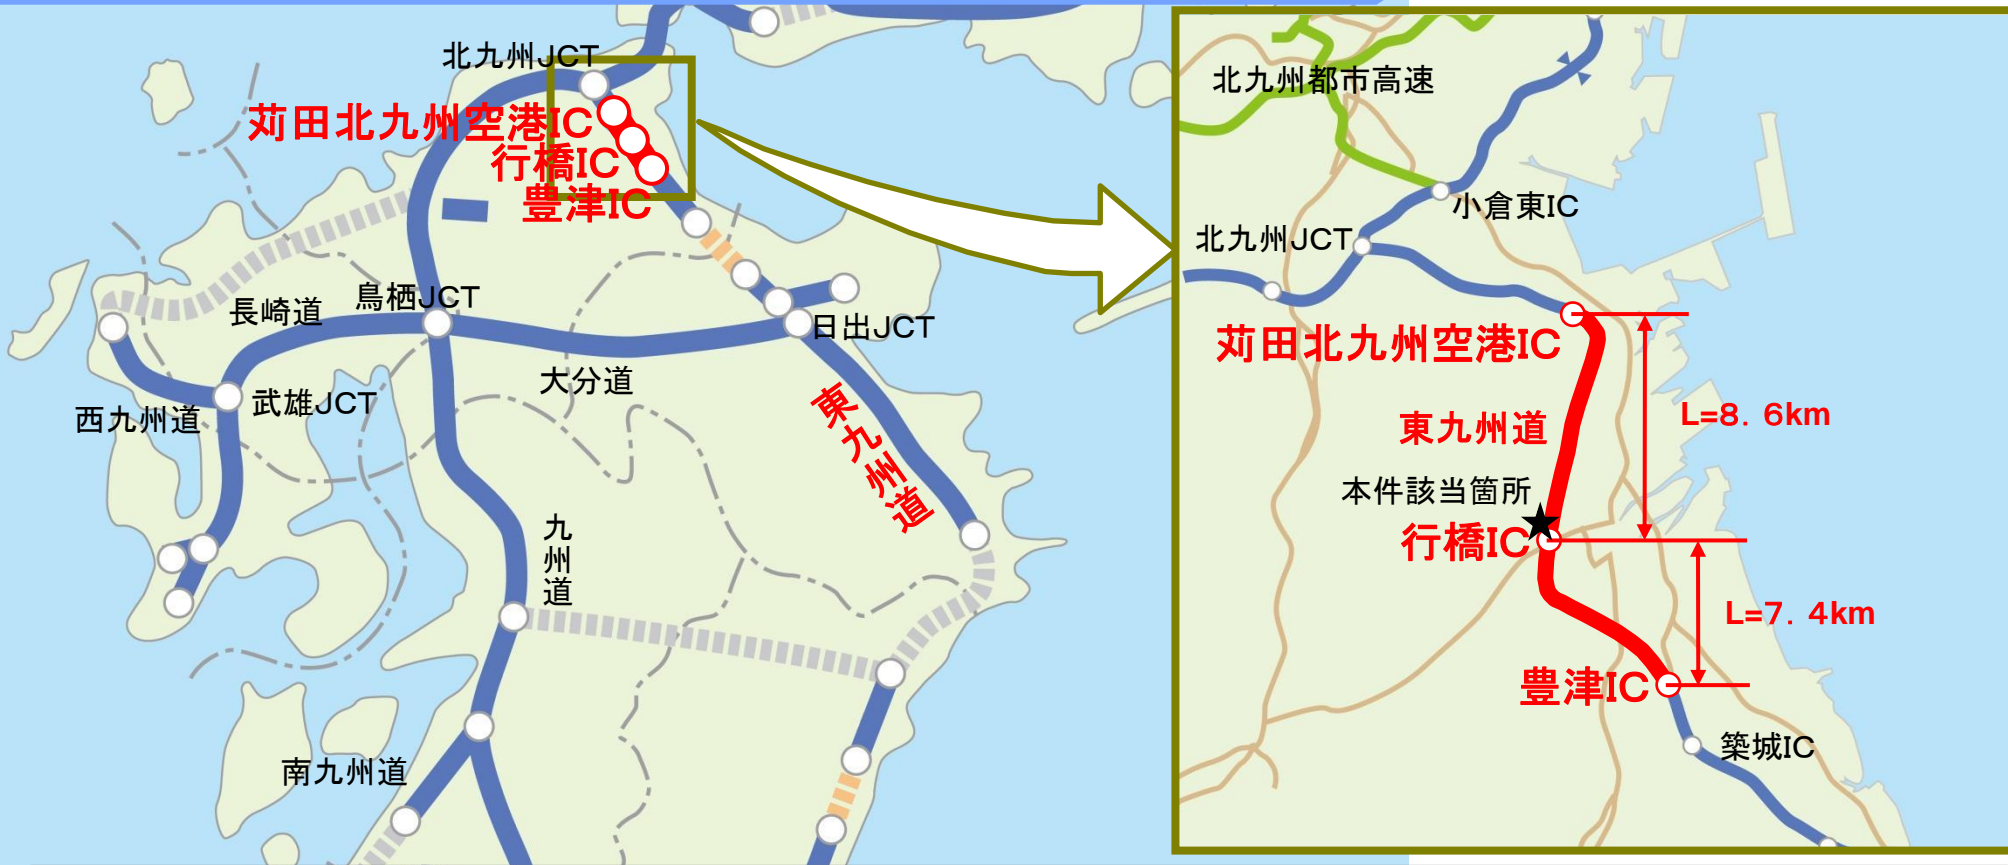 北九州JCT
苅田北九州空港IC
行橋IC
豊津IC
長崎道
鳥栖JCT
日出JCT
大分道
西九州道
武雄JCT
東九州道
九州道
南九州道
北九州都市高速
小倉東IC
北九州JCT
苅田北九州空港IC
L=8.6km
東九州道
本件該当箇所
行橋IC
L=7.4km
豊津IC
築城IC